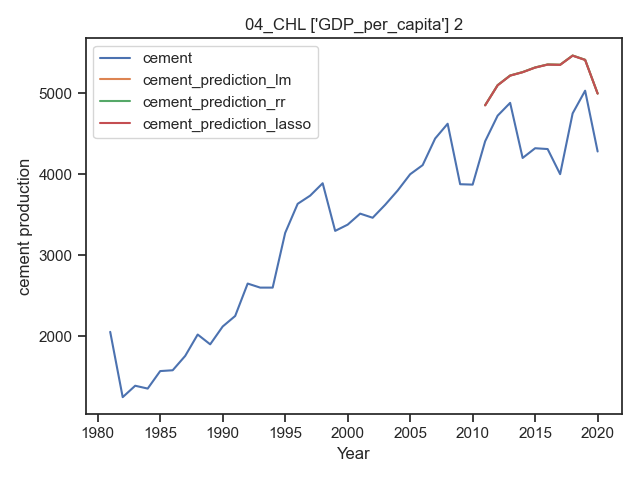 04_CHL ['GDP_per_capita'] 2
cement
cement_prediction_lm
cement_prediction_rr
cement_prediction_lasso
cement production
5000
4000
3000
2000
1980 1985 1990 1995 2000 2005 2010 2015 2020
Year